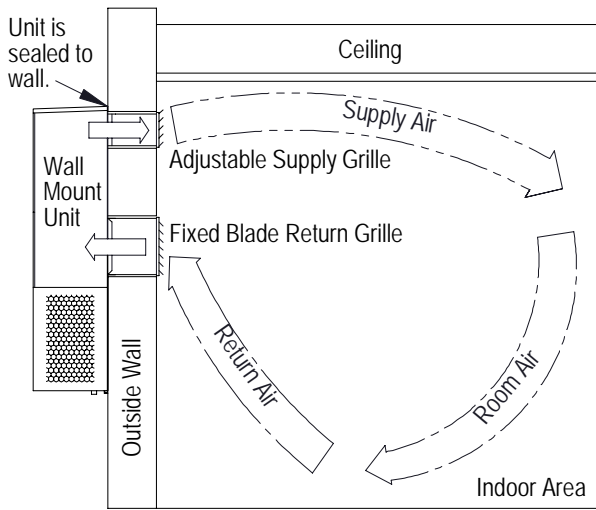 Unit is
sealed to
wall.
Ceiling
Supply Air
Adjustable Supply Grille
Wall
Mount
Unit
Fixed Blade Return Grille
Return Air
Room Air
Outside Wall
Indoor Area